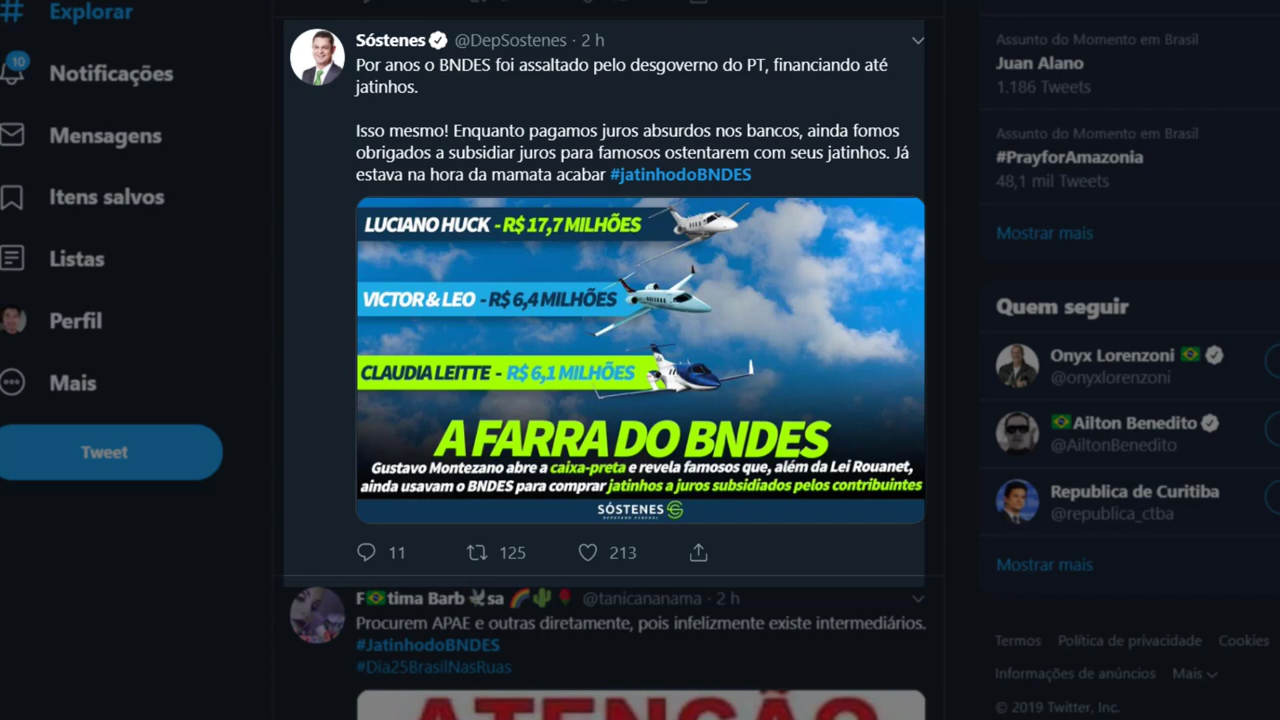 #
Explorar
10
Notificações
Mensagens
Itens salvos
Listas
Perfil
Mais
Tweet
Sóstenes @DepSostenes · 2 h
Por anos o BNDES foi assaltado pelo desgoverno do PT, financiando até
jatinhos.
Isso mesmo! Enquanto pagamos juros absurdos nos bancos, ainda fomos
obrigados a subsidiar juros para famosos ostentarem com seus jatinhos. Já
estava na hora da mamata acabar #jatinhodoBNDES
LUCIANO HUCK - R$ 17,7 MILHÕES
VICTOR & LEO - R$ 6,4 MILHÕES
CLAUDIA LEITTE - R$ 6,1 MILHÕES
A FARRA DO BNDES
Gustavo Montezano abre a caixa-preta e revela famosos que, além da Lei Rouanet,
ainda usavam o BNDES para comprar jatinhos a juros subsidiados pelos contribuintes
SÓSTENES
DEPUTADO FEDERAL
11 125 213
F🇧🇷tima Barb🕊sa 🌈🌵🌹 @tanicananama · 2 h
Procurem APAE e outras diretamente, pois infelizmente existe intermediários.
#JatinhoBNDES
#Dia25BrasilNasRuas
ATENÇÃO
Assunto do Momento em Brasil
Juan Alano
1.186 Tweets
Assunto do Momento em Brasil
#PrayforAmazonia
48,1 mil Tweets
Mostrar mais
Quem seguir
Onyx Lorenzoni 🇧🇷
@onyxlorenzoni
🇧🇷Ailton Benedito
@AiltonBenedito
Republica de Curitiba
@republica_ctba
Mostrar mais
Termos Política de privacidade Cookies
Informações de anúncios Mais
© 2019 Twitter, Inc.